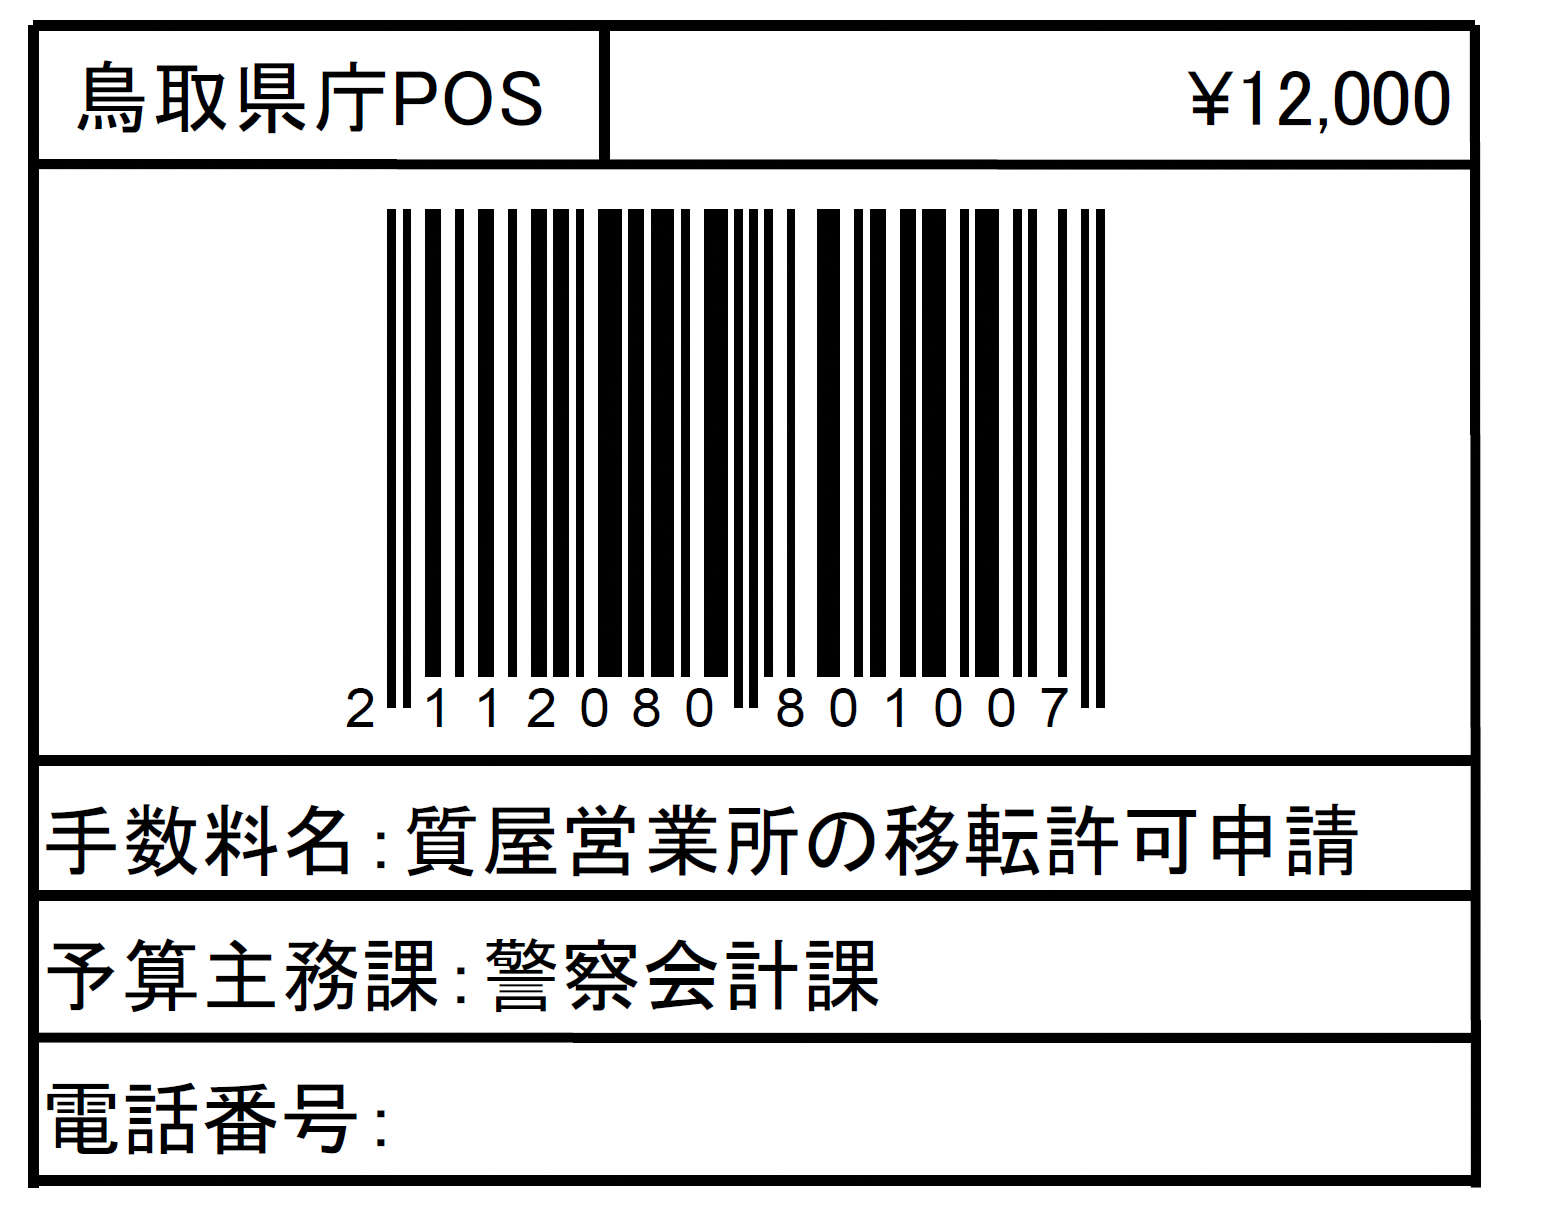 鳥取県庁POS ¥12,000
2 112080 801007
手数料名:質屋営業所の移転許可申請
予算主務課:警察会計課
電話番号: